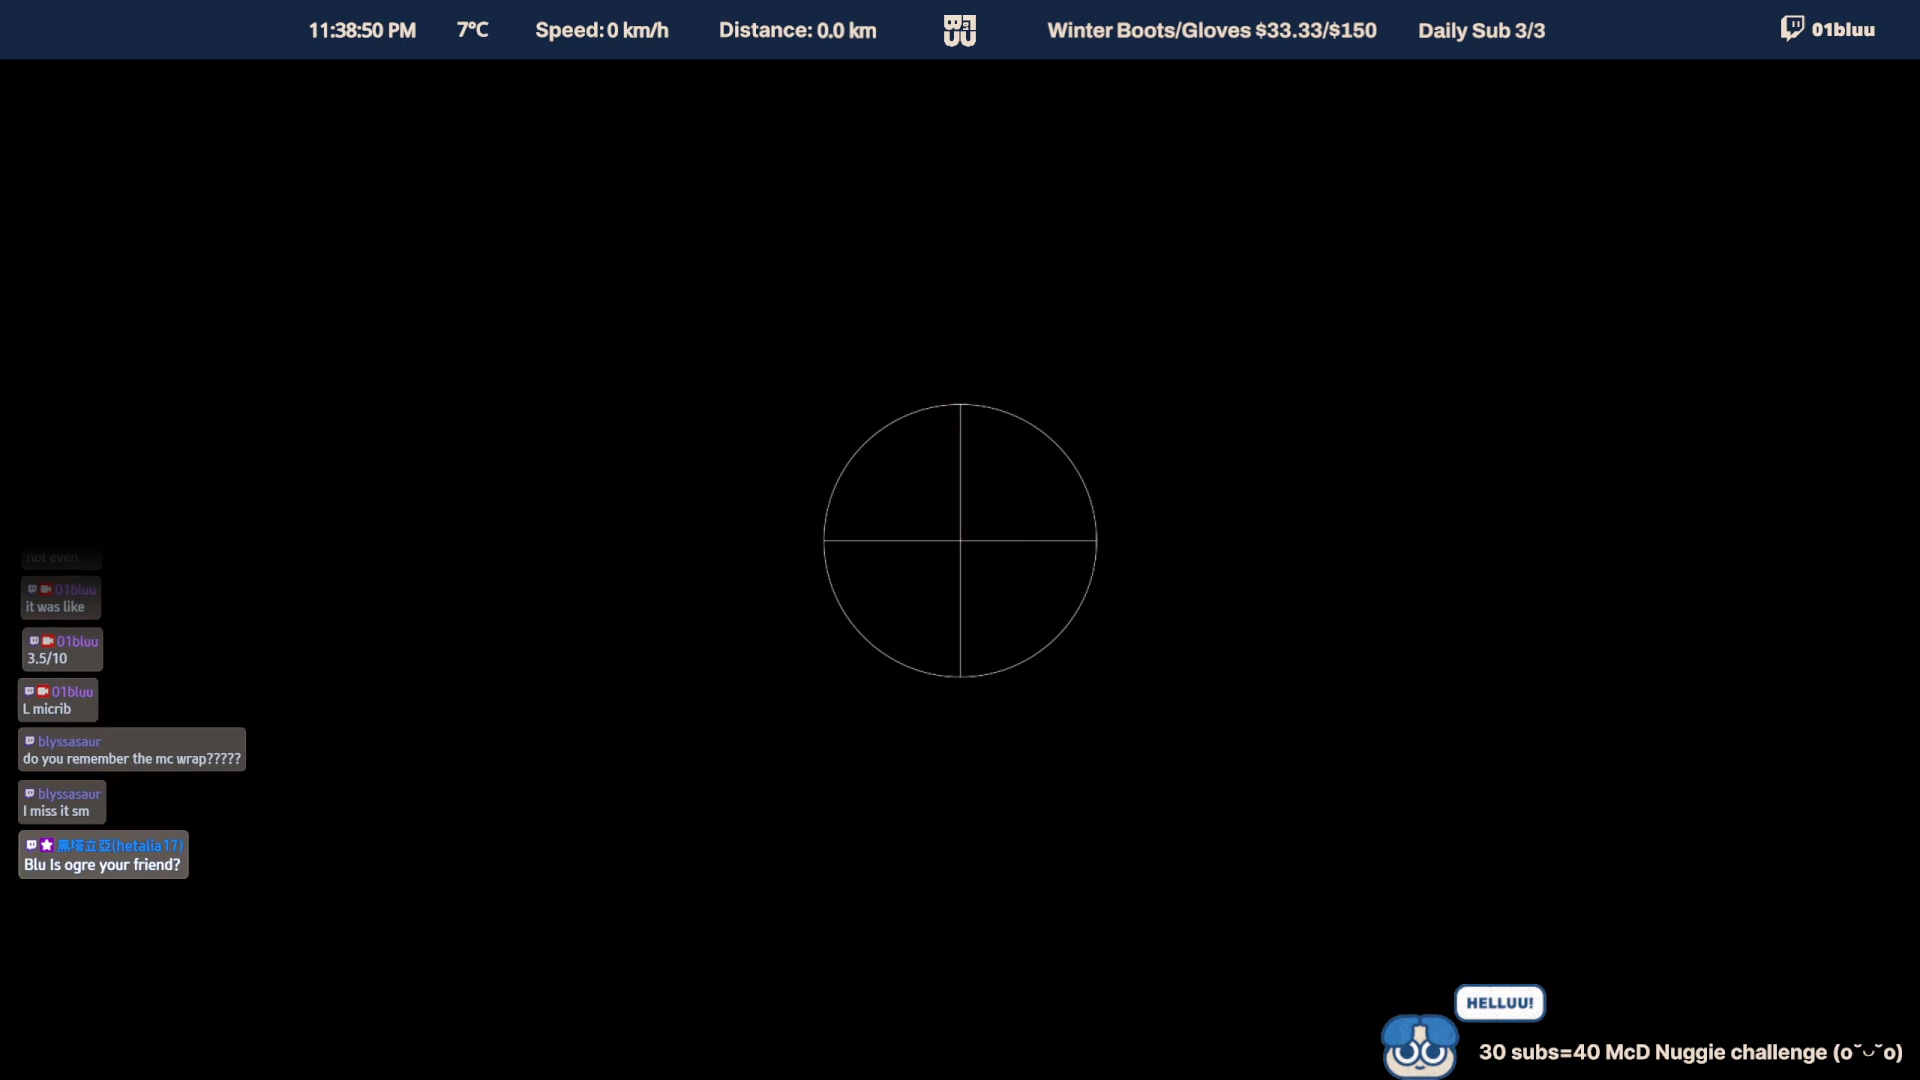 11:38:50 PM 7°C Speed: 0 km/h Distance: 0.0 km Winter Boots/Gloves $33.33/$150 Daily Sub 3/3 01bluu
not even
01bluu
it was like
01bluu
3.5/10
01bluu
L micrib
blyssasaur
do you remember the mc wrap?????
blyssasaur
I miss it sm
黑塔立亞(hetalia17)
Blu Is ogre your friend?
HELLUU!
30 subs=40 McD Nuggie challenge (o˘◡˘o)